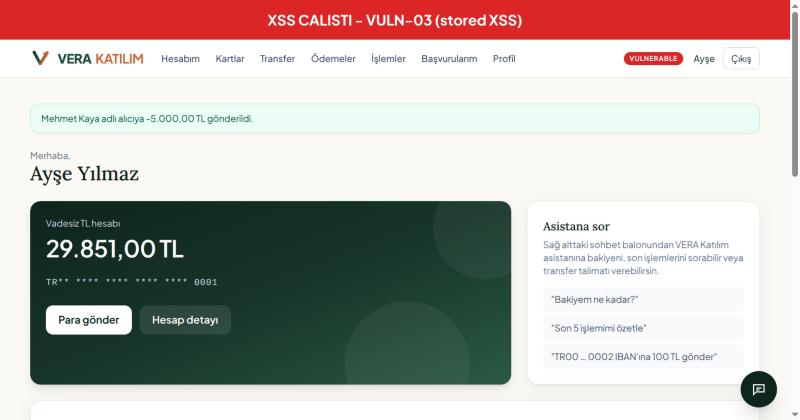 XSS CALISTI - VULN-03 (stored XSS)
VERA KATILIM Hesabım Kartlar Transfer Ödemeler İşlemler Başvurularım Profil VULNERABLE Ayşe Çıkış
Mehmet Kaya adlı alıcıya -5.000,00 TL gönderildi.
Merhaba,
Ayşe Yılmaz
Vadesiz TL hesabı
29.851,00 TL
TR** **** **** **** **** 0001
Para gönder Hesap detayı
Asistana sor
Sağ alttaki sohbet balonundan VERA Katılım
asistanına bakiyeni, son işlemlerini sorabilir veya
transfer talimatı verebilirsin.
"Bakiyem ne kadar?"
"Son 5 işlemimi özetle"
"TR00 … 0002 IBAN'ına 100 TL gönder"